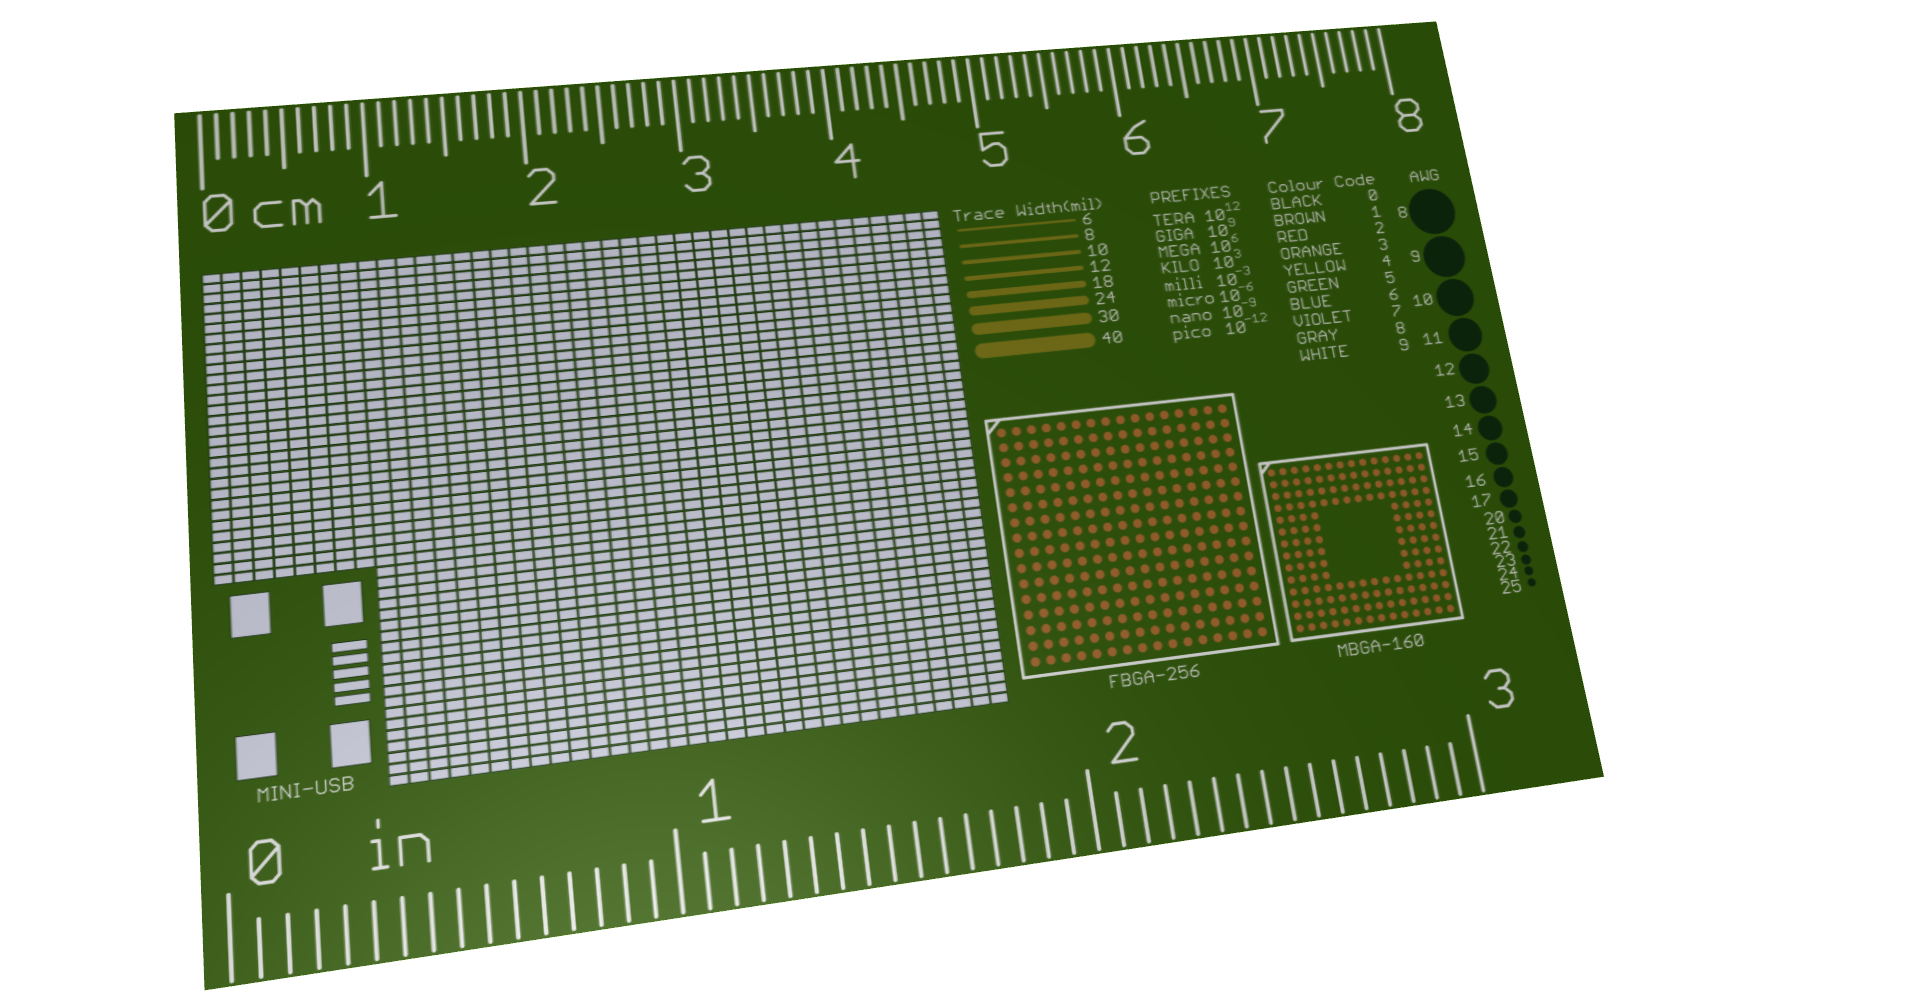 0 cm 1 2 3 4 5 6 7 8
Trace Width(mil)
6
8
10
12
18
24
30
40
PREFIXES
TERA 10^12
GIGA 10^9
MEGA 10^6
KILO 10^3
milli 10^-3
micro 10^-6
nano 10^-9
pico 10^-12
Colour Code
BLACK 0
BROWN 1
RED 2
ORANGE 3
YELLOW 4
GREEN 5
BLUE 6
VIOLET 7
GRAY 8
WHITE 9
AWG
8
9
10
11
12
13
14
15
16
17
20
21
22
23
24
25
FBGA-256
MBGA-160
MINI-USB
0 in 1 2 3